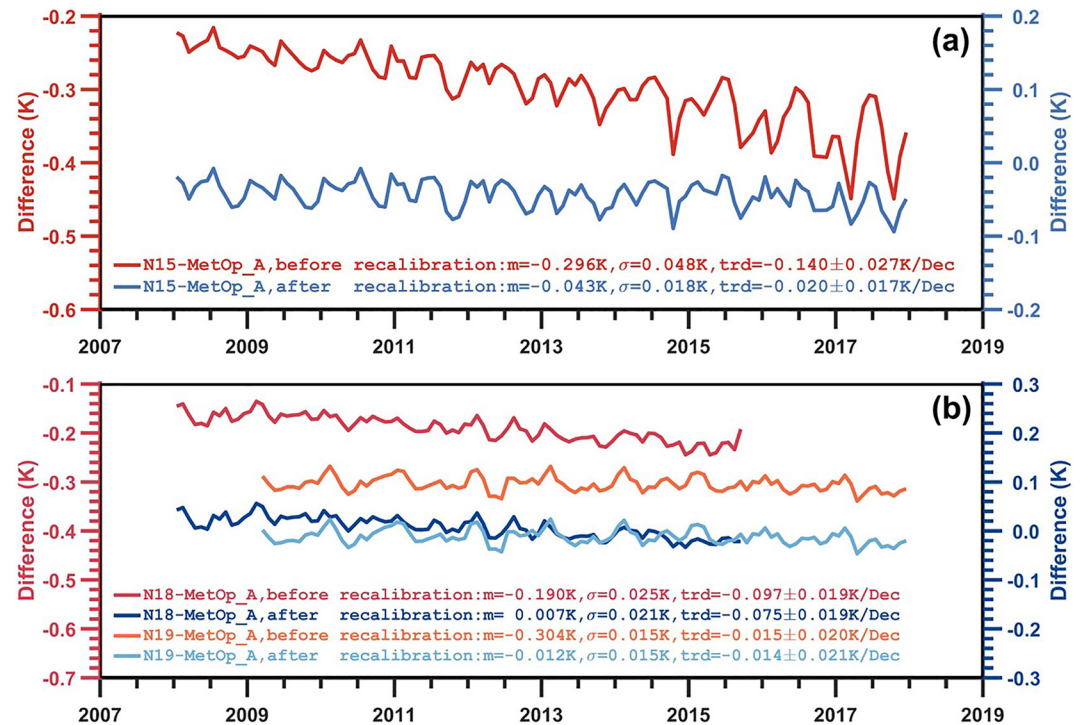 -0.2
0.2
(a)
-0.3
0.1
-0.4
0.0
-0.5
-0.1
-0.6
-0.2
Difference (K)
Difference (K)
N15-MetOp_A,before recalibration:m=-0.296K,σ=0.048K,trd=-0.140±0.027K/Dec
N15-MetOp_A,after recalibration:m=-0.043K,σ=0.018K,trd=-0.020±0.017K/Dec
2007 2009 2011 2013 2015 2017 2019
-0.1
0.3
(b)
-0.2
0.2
-0.3
0.1
-0.4
0.0
-0.5
-0.1
-0.6
-0.2
-0.7
-0.3
Difference (K)
Difference (K)
N18-MetOp_A,before recalibration:m=-0.190K,σ=0.025K,trd=-0.097±0.019K/Dec
N18-MetOp_A,after recalibration:m= 0.007K,σ=0.021K,trd=-0.075±0.019K/Dec
N19-MetOp_A,before recalibration:m=-0.304K,σ=0.015K,trd=-0.015±0.020K/Dec
N19-MetOp_A,after recalibration:m=-0.012K,σ=0.015K,trd=-0.014±0.021K/Dec
2007 2009 2011 2013 2015 2017 2019